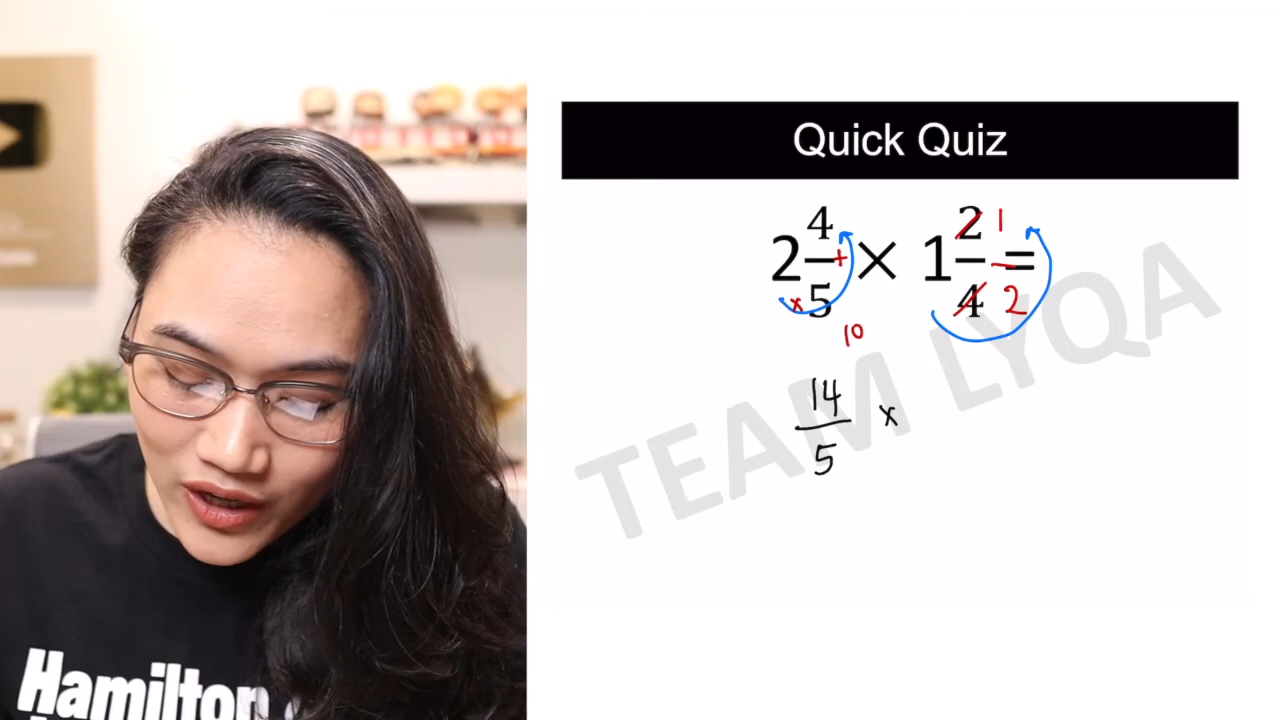 Quick Quiz
2 4/5 × 1 2/4 =
+ 1
× 2
10
14/5 ×
TEAM LYQA
Hamilton